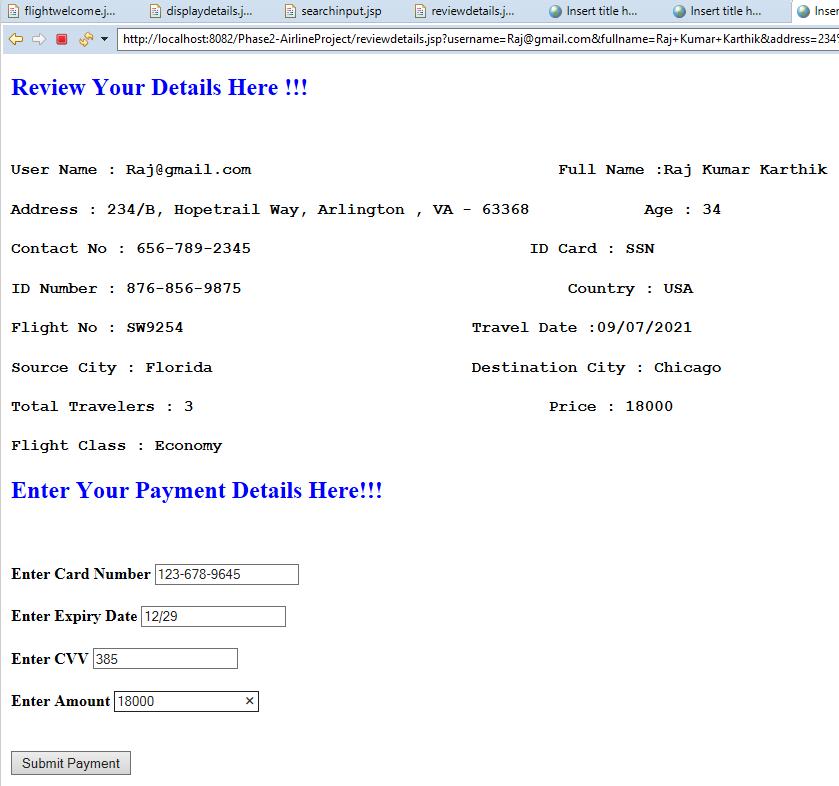 flightwelcome.j... displaydetails.j... searchinput.jsp reviewdetails.j... Insert title h... Insert title h... Inser
http://localhost:8082/Phase2-AirlineProject/reviewdetails.jsp?username=Raj@gmail.com&fullname=Raj+Kumar+Karthik&address=234%
Review Your Details Here !!!
User Name : Raj@gmail.com Full Name :Raj Kumar Karthik
Address : 234/B, Hopetrail Way, Arlington , VA - 63368 Age : 34
Contact No : 656-789-2345 ID Card : SSN
ID Number : 876-856-9875 Country : USA
Flight No : SW9254 Travel Date :09/07/2021
Source City : Florida Destination City : Chicago
Total Travelers : 3 Price : 18000
Flight Class : Economy
Enter Your Payment Details Here!!!
Enter Card Number 123-678-9645
Enter Expiry Date 12/29
Enter CVV 385
Enter Amount 18000
Submit Payment